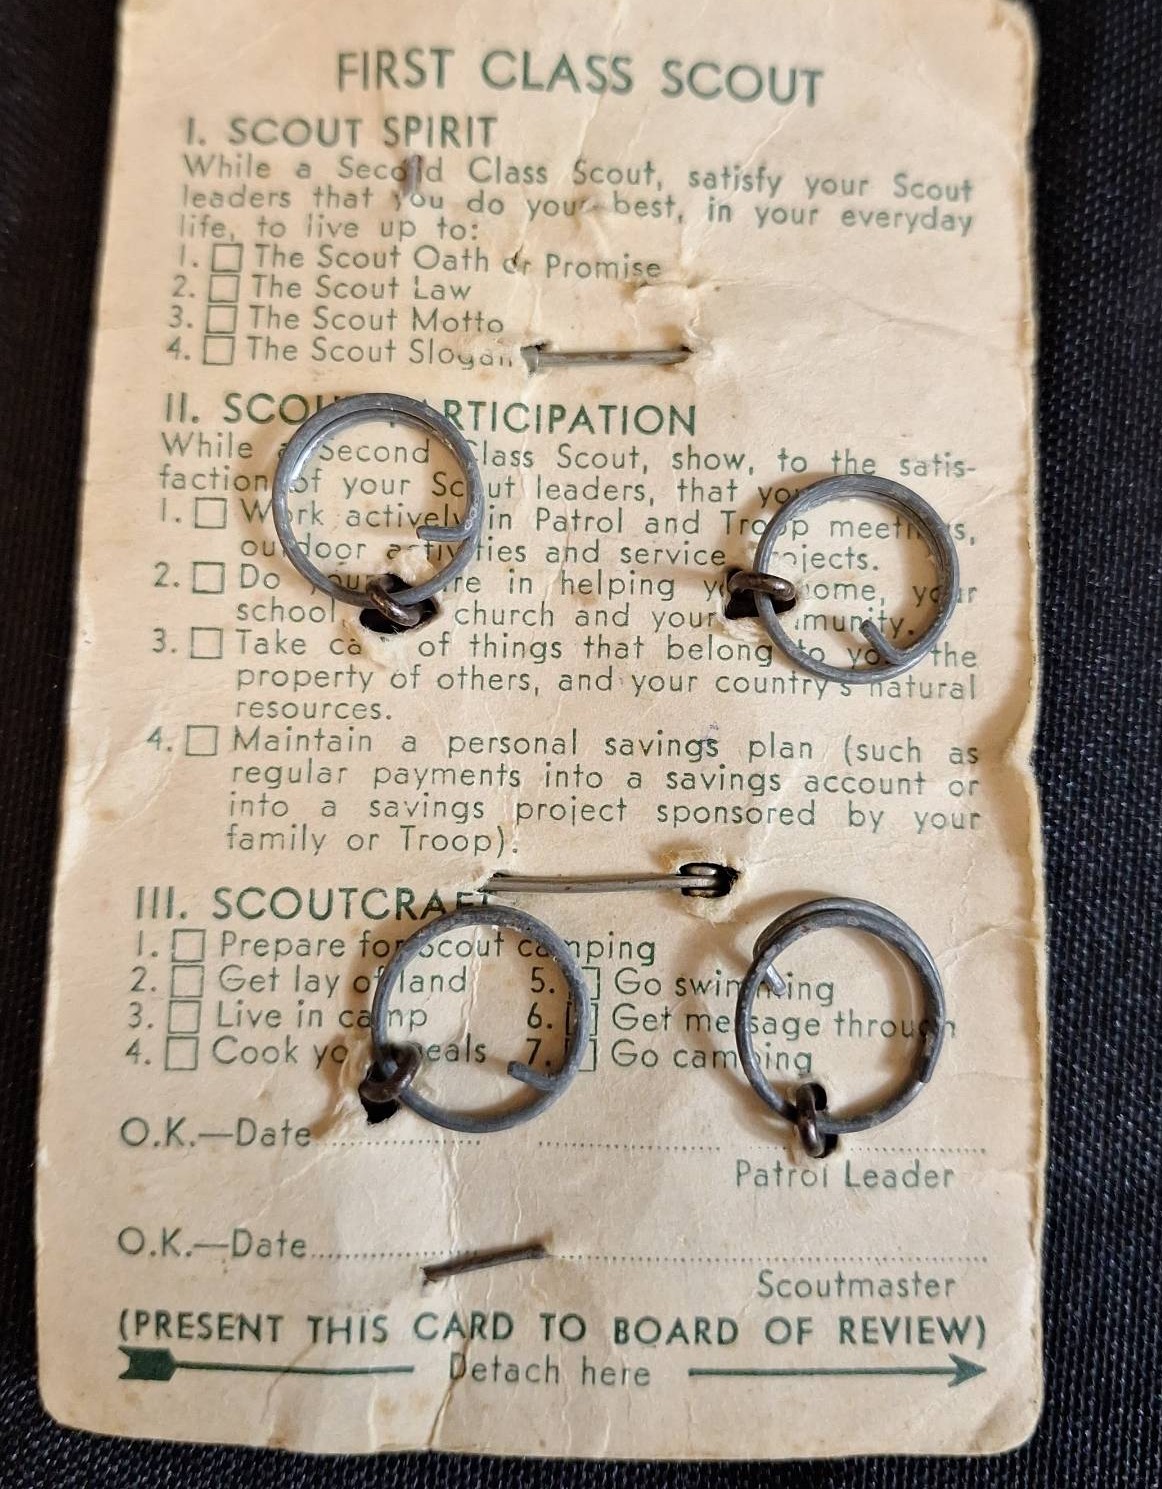 FIRST CLASS SCOUT
I. SCOUT SPIRIT
While a Second Class Scout, satisfy your Scout
leaders that you do your best, in your everyday
life, to live up to:
1. The Scout Oath or Promise
2. The Scout Law
3. The Scout Motto
4. The Scout Slogan
II. SCOUT PARTICIPATION
While a Second Class Scout, show, to the satis-
faction of your Scout leaders, that you
1. Work actively in Patrol and Troop meetings,
outdoor activities and service projects.
2. Do your share in helping your home, your
school, church and your community.
3. Take care of things that belong to you, the
property of others, and your country's natural
resources.
4. Maintain a personal savings plan (such as
regular payments into a savings account or
into a savings project sponsored by your
family or Troop).
III. SCOUTCRAFT
1. Prepare for Scout camping
2. Get lay of land 5. Go swimming
3. Live in camp 6. Get message through
4. Cook your meals 7. Go camping
O.K.—Date
Patrol Leader
O.K.—Date
Scoutmaster
(PRESENT THIS CARD TO BOARD OF REVIEW)
Detach here